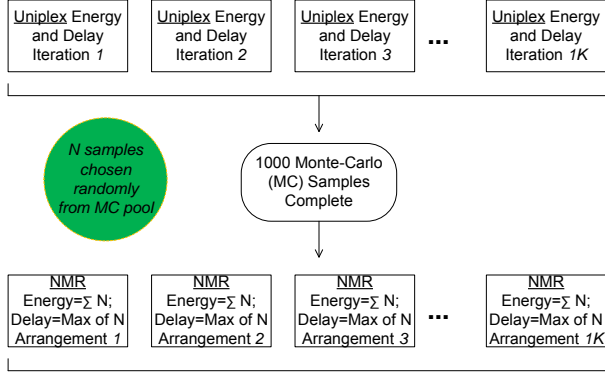 Uniplex Energy
and Delay
Iteration 1
Uniplex Energy
and Delay
Iteration 2
Uniplex Energy
and Delay
Iteration 3
...
Uniplex Energy
and Delay
Iteration 1K
N samples
chosen
randomly
from MC pool
1000 Monte-Carlo
(MC) Samples
Complete
NMR
Energy=∑ N;
Delay=Max of N
Arrangement 1
NMR
Energy=∑ N;
Delay=Max of N
Arrangement 2
NMR
Energy=∑ N;
Delay=Max of N
Arrangement 3
...
NMR
Energy=∑ N;
Delay=Max of N
Arrangement 1K